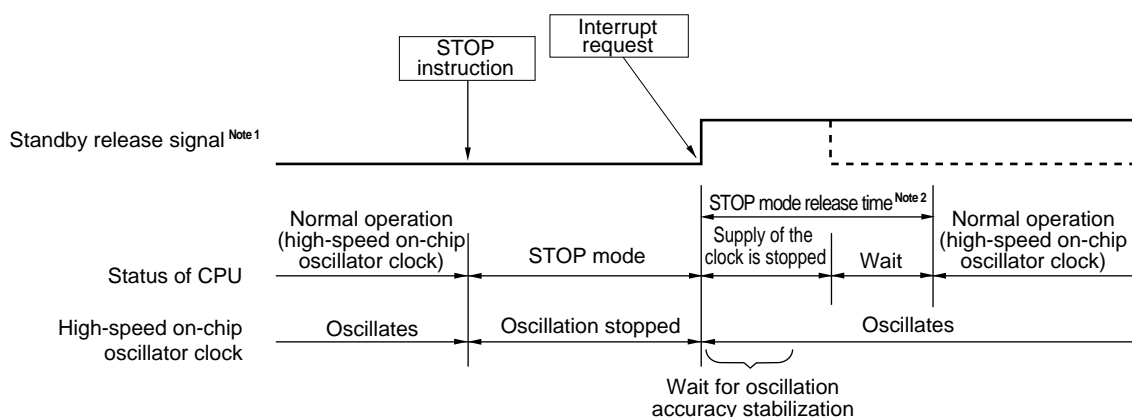 Interrupt
request
STOP
instruction
Standby release signal Note 1
STOP mode release time Note 2
Normal operation
(high-speed on-chip
oscillator clock)
Supply of the
clock is stopped
Normal operation
(high-speed on-chip
oscillator clock)
Status of CPU
STOP mode
Wait
High-speed on-chip
oscillator clock
Oscillates
Oscillation stopped
Oscillates
Wait for oscillation
accuracy stabilization